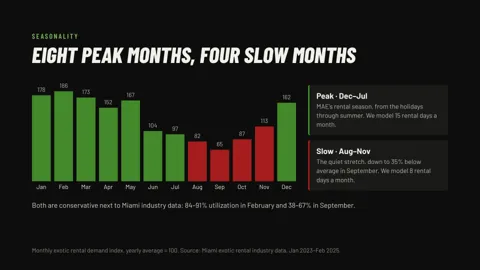 SEASONALITY
EIGHT PEAK MONTHS, FOUR SLOW MONTHS
178 186 173 152 167 104 97 82 65 87 113 162
Jan Feb Mar Apr May Jun Jul Aug Sep Oct Nov Dec
Peak · Dec–Jul
MAE's rental season, from the holidays
through summer. We model 15 rental days a
month.
Slow · Aug–Nov
The quiet stretch, down to 35% below
average in September. We model 8 rental
days a month.
Both are conservative next to Miami industry data: 84–91% utilization in February and 38–67% in September.
Monthly exotic rental demand index, yearly average = 100. Source: Miami exotic rental industry data, Jan 2023–Feb 2025.